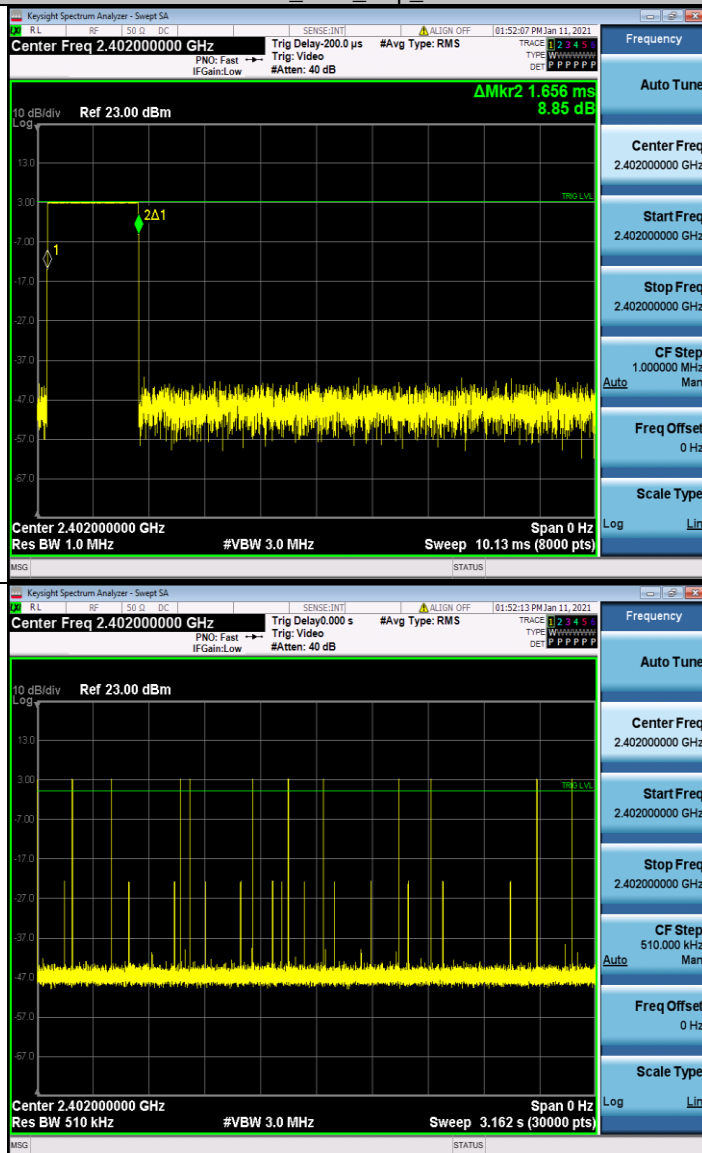 Keysight Spectrum Analyzer - Swept SA
RL RF 50 Ω DC SENSE:INT ALIGN OFF 01:52:07 PM Jan 11, 2021
Center Freq 2.402000000 GHz Trig Delay-200.0 µs #Avg Type: RMS TRACE 1 2 3 4 5 6 Frequency
PNO: Fast Trig: Video TYPE
IFGain:Low #Atten: 40 dB DET P P P P P P
Auto Tune
ΔMkr2 1.656 ms
10 dB/div Ref 23.00 dBm 8.85 dB
Log
Center Freq
2.402000000 GHz
13.0
3.00 TRIG LVL
2Δ1
Start Freq
2.402000000 GHz
-7.00
1
-17.0
Stop Freq
2.402000000 GHz
-27.0
-37.0
CF Step
1.000000 MHz
Auto Man
-47.0
-57.0
Freq Offset
0 Hz
-67.0
Scale Type
Log Lin
Center 2.402000000 GHz Span 0 Hz
Res BW 1.0 MHz #VBW 3.0 MHz Sweep 10.13 ms (8000 pts)
MSG STATUS
Keysight Spectrum Analyzer - Swept SA
RL RF 50 Ω DC SENSE:INT ALIGN OFF 01:52:13 PM Jan 11, 2021
Center Freq 2.402000000 GHz Trig Delay0.000 s #Avg Type: RMS TRACE 1 2 3 4 5 6 Frequency
PNO: Fast Trig: Video TYPE
IFGain:Low #Atten: 40 dB DET P P P P P P
Auto Tune
10 dB/div Ref 23.00 dBm
Log
Center Freq
2.402000000 GHz
13.0
3.00 TRIG LVL
Start Freq
2.402000000 GHz
-7.00
-17.0
Stop Freq
2.402000000 GHz
-27.0
-37.0
CF Step
510.000 kHz
Auto Man
-47.0
-57.0
Freq Offset
0 Hz
-67.0
Scale Type
Log Lin
Center 2.402000000 GHz Span 0 Hz
Res BW 510 kHz #VBW 3.0 MHz Sweep 3.162 s (30000 pts)
MSG STATUS